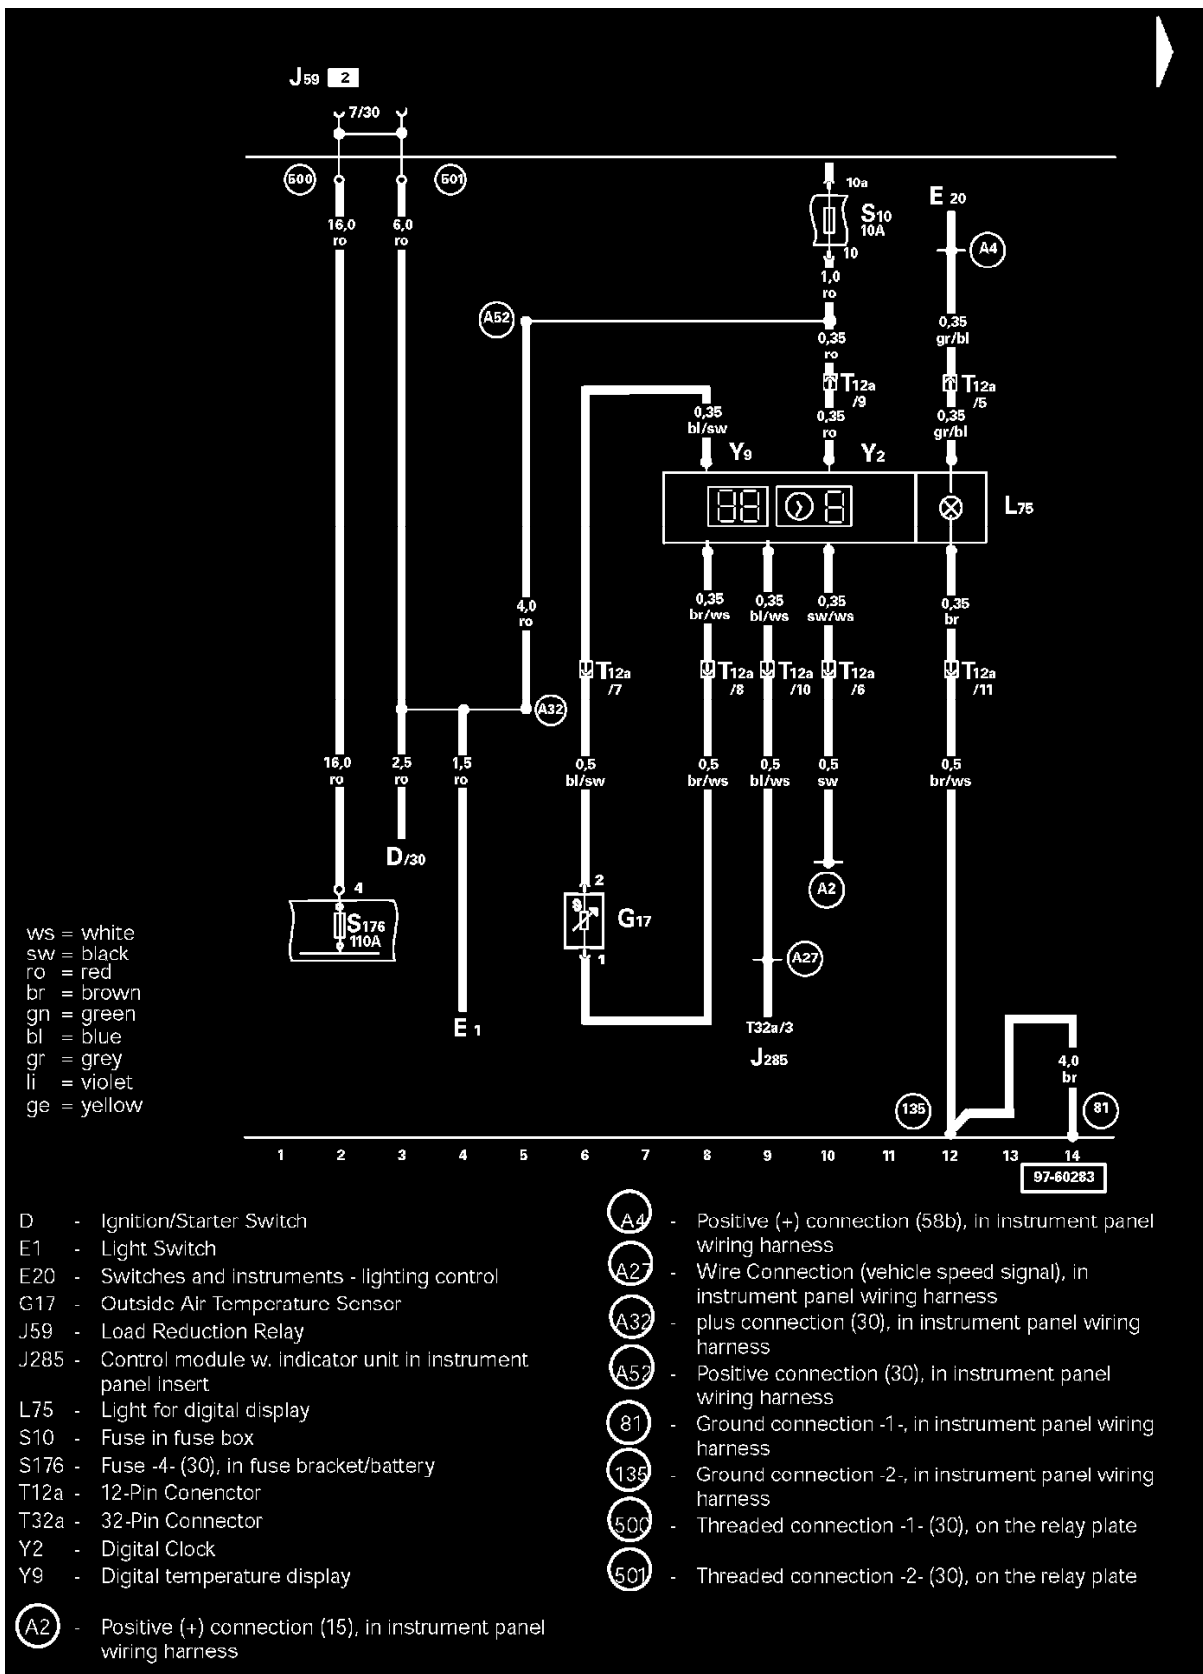 J59 2
7/30
500
501
10a
S10
10A
10
E 20
A4
16,0
ro
6,0
ro
1,0
ro
A52
0,35
ro
0,35
gr/bl
T12a
/9
T12a
/5
0,35
bl/sw
0,35
ro
0,35
gr/bl
Y9
Y2
L75
4,0
ro
0,35
br/ws
0,35
bl/ws
0,35
sw/ws
0,35
br
T12a
/7
T12a
/8
T12a
/10
T12a
/6
T12a
/11
A32
16,0
ro
2,5
ro
1,5
ro
0,5
bl/sw
0,5
br/ws
0,5
bl/ws
0,5
sw
0,5
br/ws
D/30
4
2
A2
S176
110A
G17
1
A27
E 1
T32a/3
J285
ws = white
sw = black
ro = red
br = brown
gn = green
bl = blue
gr = grey
li = violet
ge = yellow
4,0
br
135
81
1 2 3 4 5 6 7 8 9 10 11 12 13 14
97-60283
D - Ignition/Starter Switch
E1 - Light Switch
E20 - Switches and instruments - lighting control
G17 - Outside Air Temperature Sensor
J59 - Load Reduction Relay
J285 - Control module w. indicator unit in instrument
panel insert
L75 - Light for digital display
S10 - Fuse in fuse box
S176 - Fuse -4- (30), in fuse bracket/battery
T12a - 12-Pin Conenctor
T32a - 32-Pin Connector
Y2 - Digital Clock
Y9 - Digital temperature display
A2 - Positive (+) connection (15), in instrument panel
wiring harness
A4 - Positive (+) connection (58b), in instrument panel
wiring harness
A27 - Wire Connection (vehicle speed signal), in
instrument panel wiring harness
A32 - plus connection (30), in instrument panel wiring
harness
A52 - Positive connection (30), in instrument panel
wiring harness
81 - Ground connection -1-, in instrument panel wiring
harness
135 - Ground connection -2-, in instrument panel wiring
harness
500 - Threaded connection -1- (30), on the relay plate
501 - Threaded connection -2- (30), on the relay plate